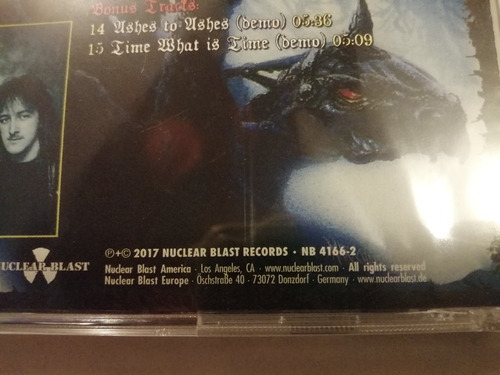 Bonus Tracks:
14 Ashes to Ashes (demo) 05:36
15 Time What is Time (demo) 05:09
NUCLEAR BLAST
℗+© 2017 NUCLEAR BLAST RECORDS · NB 4166-2
Nuclear Blast America · Los Angeles, CA · www.nuclearblast.com · All rights reserved
Nuclear Blast Europe · Öschstraße 40 · 73072 Donzdorf · Germany · www.nuclearblast.de